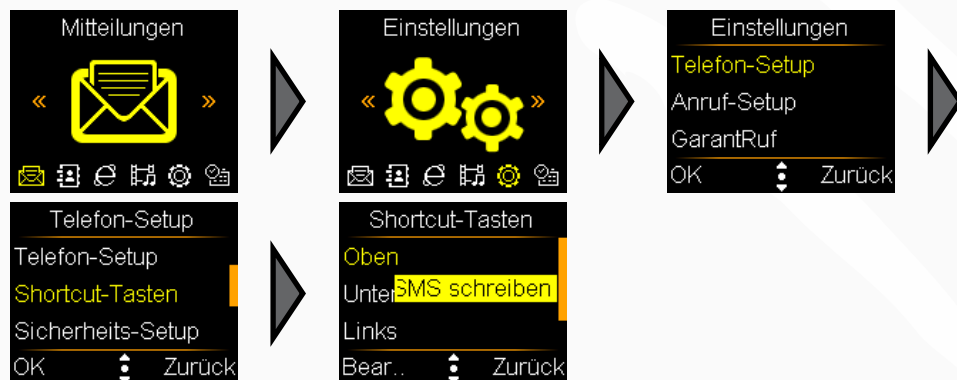 Mitteilungen
Einstellungen
Einstellungen
Telefon-Setup
Anruf-Setup
GarantRuf
OK Zurück
Telefon-Setup
Telefon-Setup
Shortcut-Tasten
Sicherheits-Setup
OK Zurück
Shortcut-Tasten
Oben
SMS schreiben
Links
Bear.. Zurück